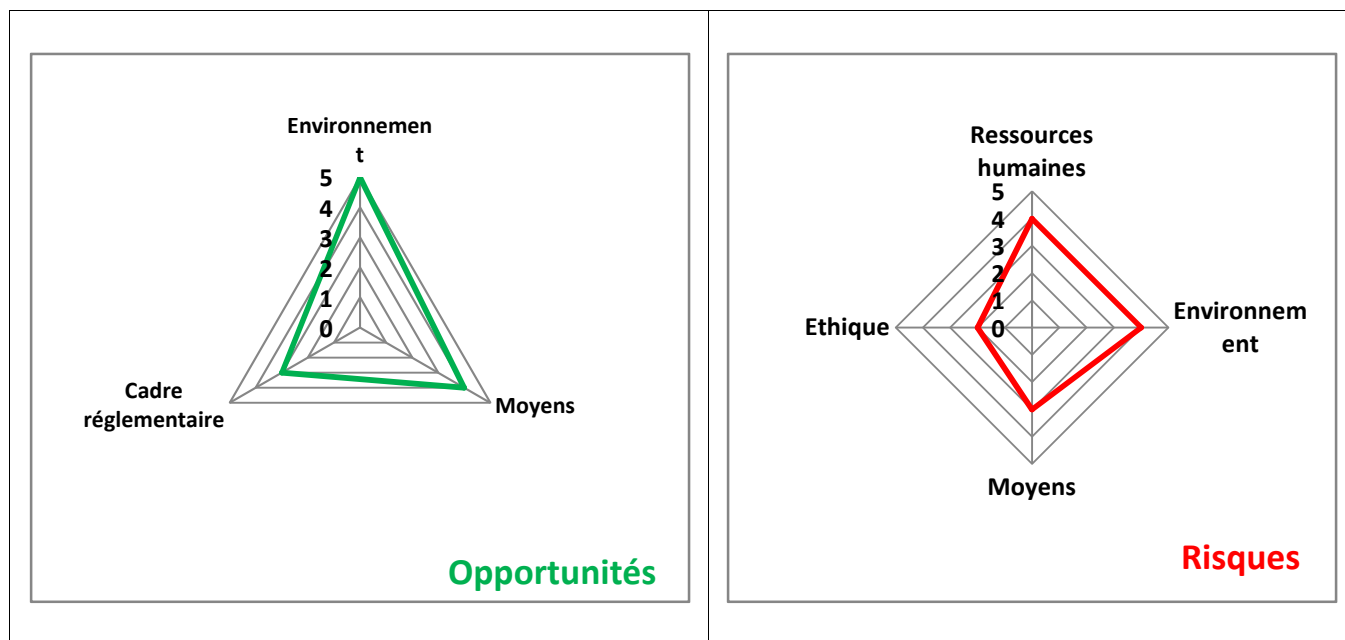 Environnemen
t
5
4
3
2
1
0
Cadre
réglementaire
Moyens
Opportunités
Ressources
humaines
5
4
3
2
1
0
Ethique
Environnem
ent
Moyens
Risques